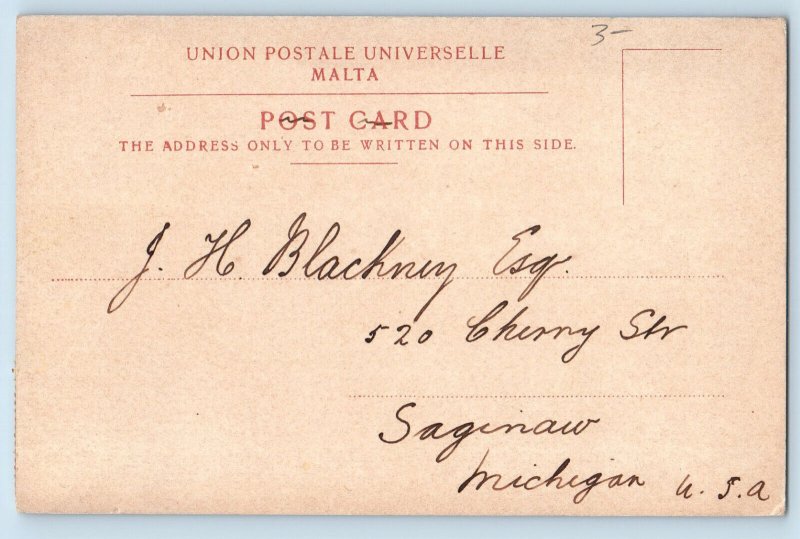 3-
UNION POSTALE UNIVERSELLE
MALTA
POST CARD
THE ADDRESS ONLY TO BE WRITTEN ON THIS SIDE.
J. H. Blackney Esq.
520 Cherry Str
Saginaw
Michigan U. S. A